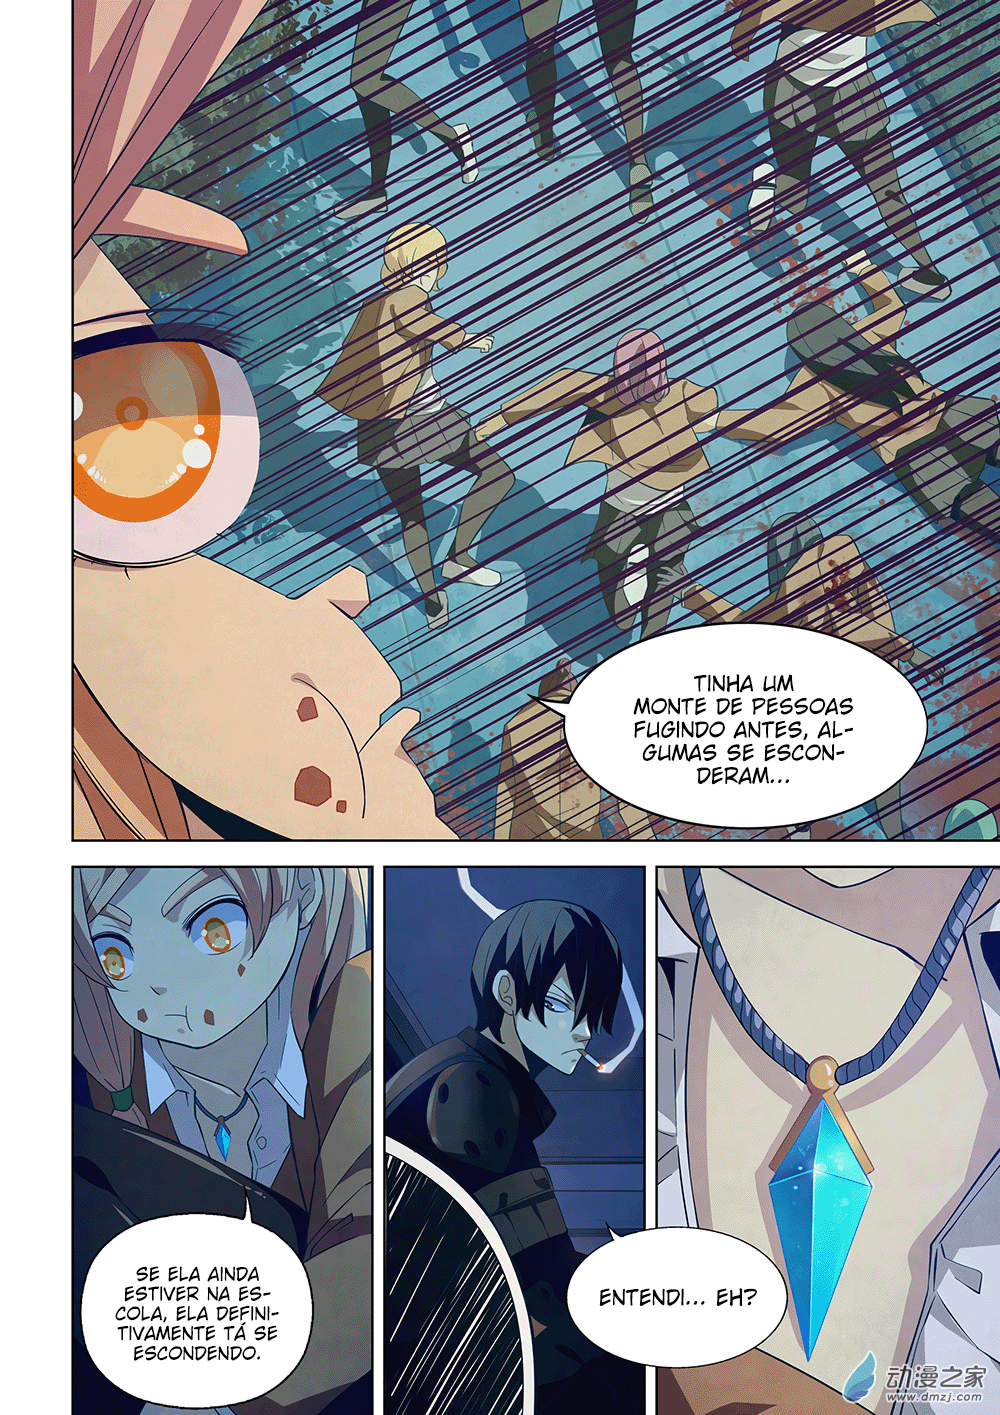 TINHA UM
MONTE DE PESSOAS
FUGINDO ANTES, AL-
GUMAS SE ESCON-
DERAM...
SE ELA AINDA
ESTIVER NA ES-
COLA, ELA DEFINI-
TIVAMENTE TÁ SE
ESCONDENDO.
ENTENDI... EH?
动漫之家
www.dmzj.com